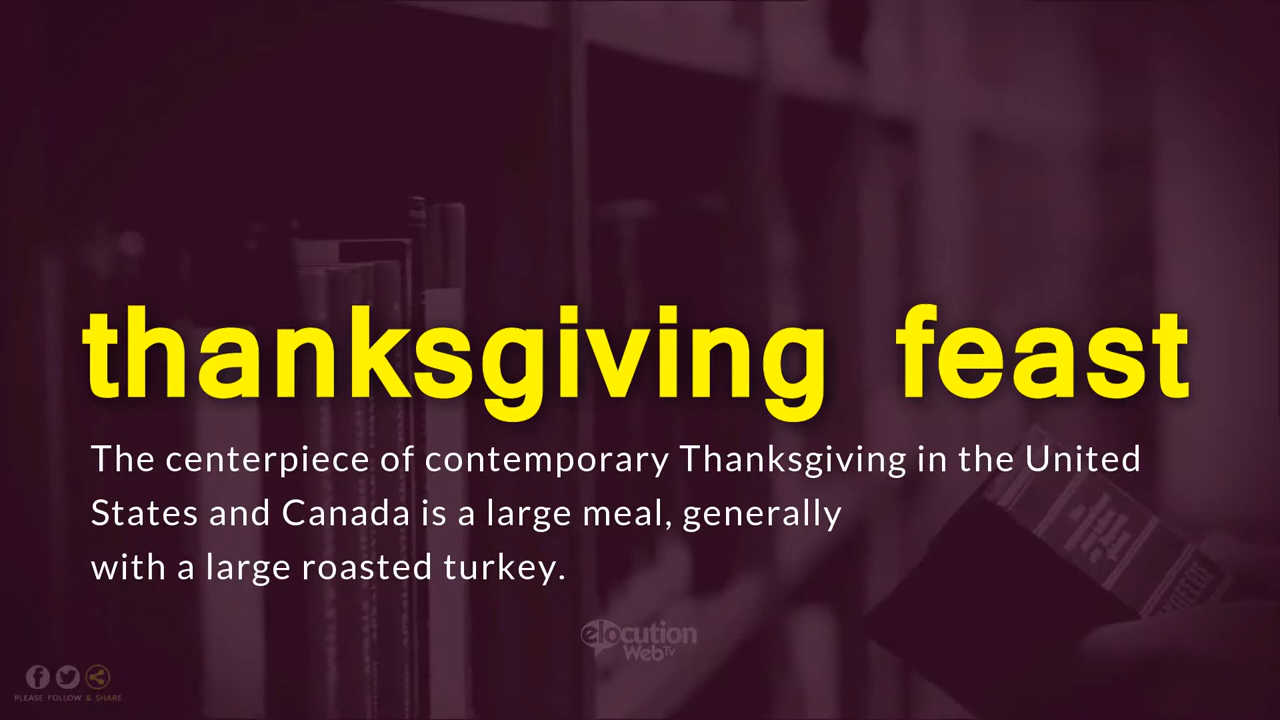 thanksgiving feast
The centerpiece of contemporary Thanksgiving in the United
States and Canada is a large meal, generally
with a large roasted turkey.
elocution
WebTv
PLEASE FOLLOW & SHARE